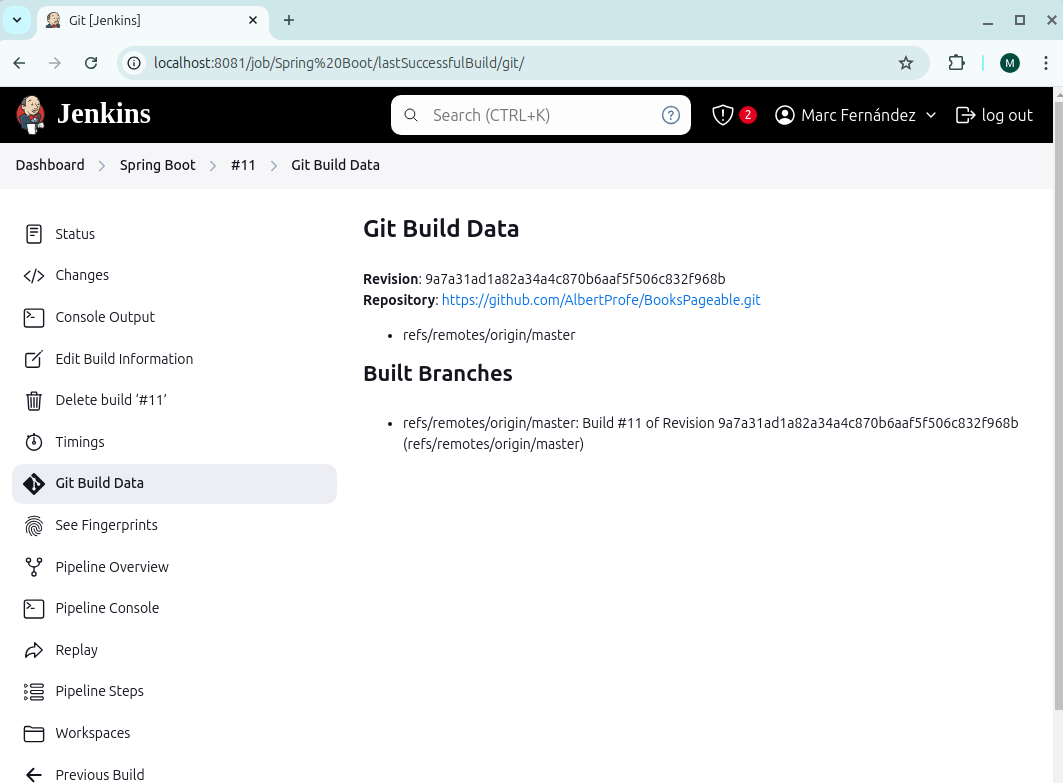 Git [Jenkins]
localhost:8081/job/Spring%20Boot/lastSuccessfulBuild/git/
M
Jenkins
Search (CTRL+K)
?
2
Marc Fernández
log out
Dashboard
Spring Boot
#11
Git Build Data
Status
Changes
Console Output
Edit Build Information
Delete build ‘#11’
Timings
Git Build Data
See Fingerprints
Pipeline Overview
Pipeline Console
Replay
Pipeline Steps
Workspaces
Previous Build
Git Build Data
Revision: 9a7a31ad1a82a34a4c870b6aaf5f506c832f968b
Repository: https://github.com/AlbertProfe/BooksPageable.git
• refs/remotes/origin/master
Built Branches
• refs/remotes/origin/master: Build #11 of Revision 9a7a31ad1a82a34a4c870b6aaf5f506c832f968b
(refs/remotes/origin/master)